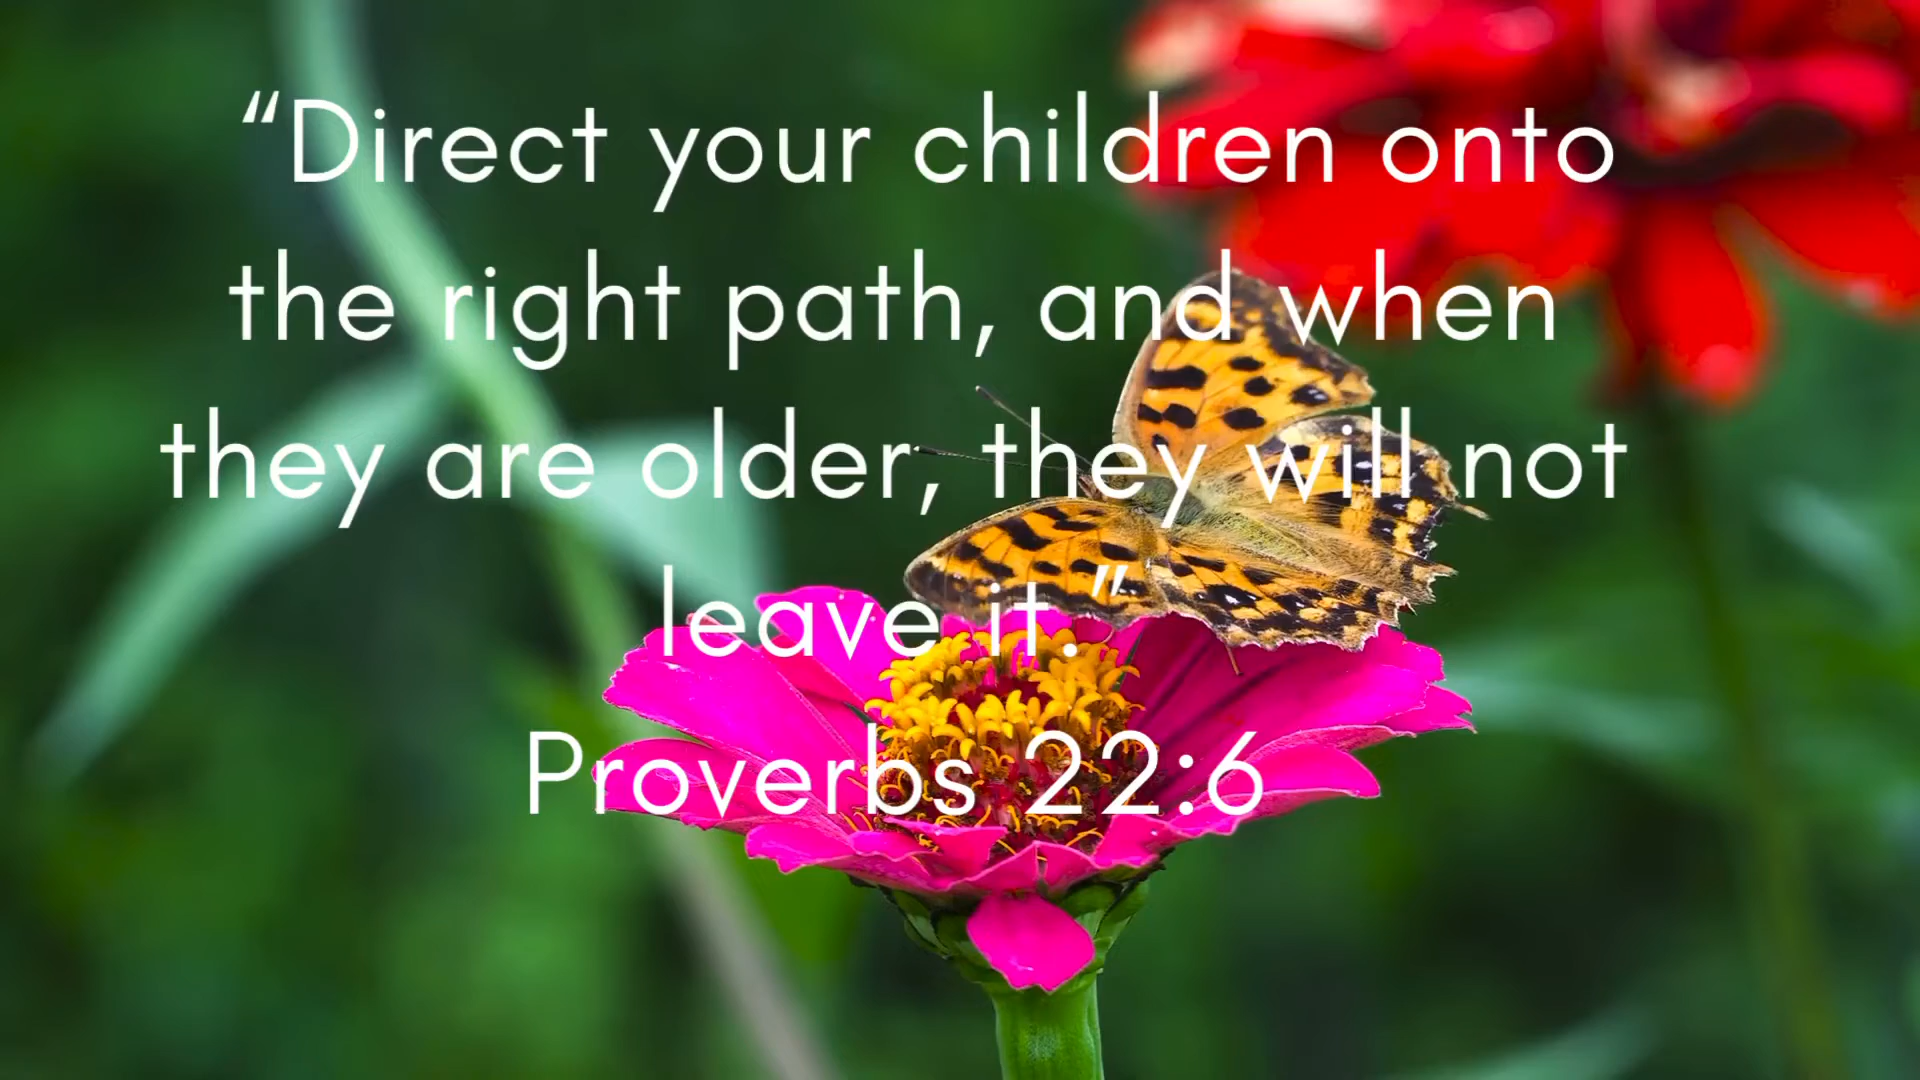 “Direct your children onto
the right path, and when
they are older, they will not
leave it.”
Proverbs 22:6